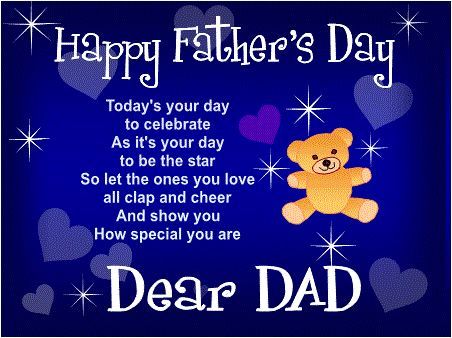 Happy Father's Day
Today's your day
to celebrate
As it's your day
to be the star
So let the ones you love
all clap and cheer
And show you
How special you are
Dear DAD